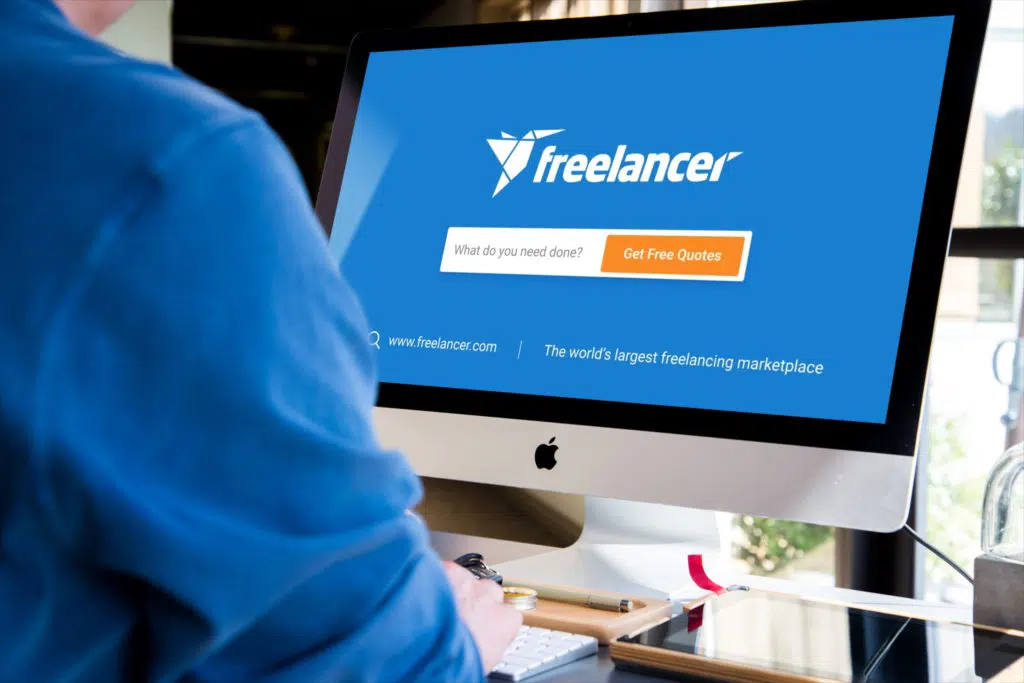 freelancer
What do you need done? Get Free Quotes
www.freelancer.com | The world's largest freelancing marketplace